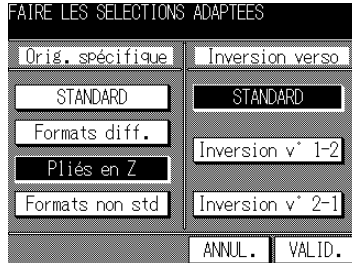 FAIRE LES SELECTIONS ADAPTEES
Orig. spécifique
Inversion verso
STANDARD
STANDARD
Formats diff.
Inversion v° 1-2
Pliés en Z
Formats non std
Inversion v° 2-1
ANNUL.
VALID.